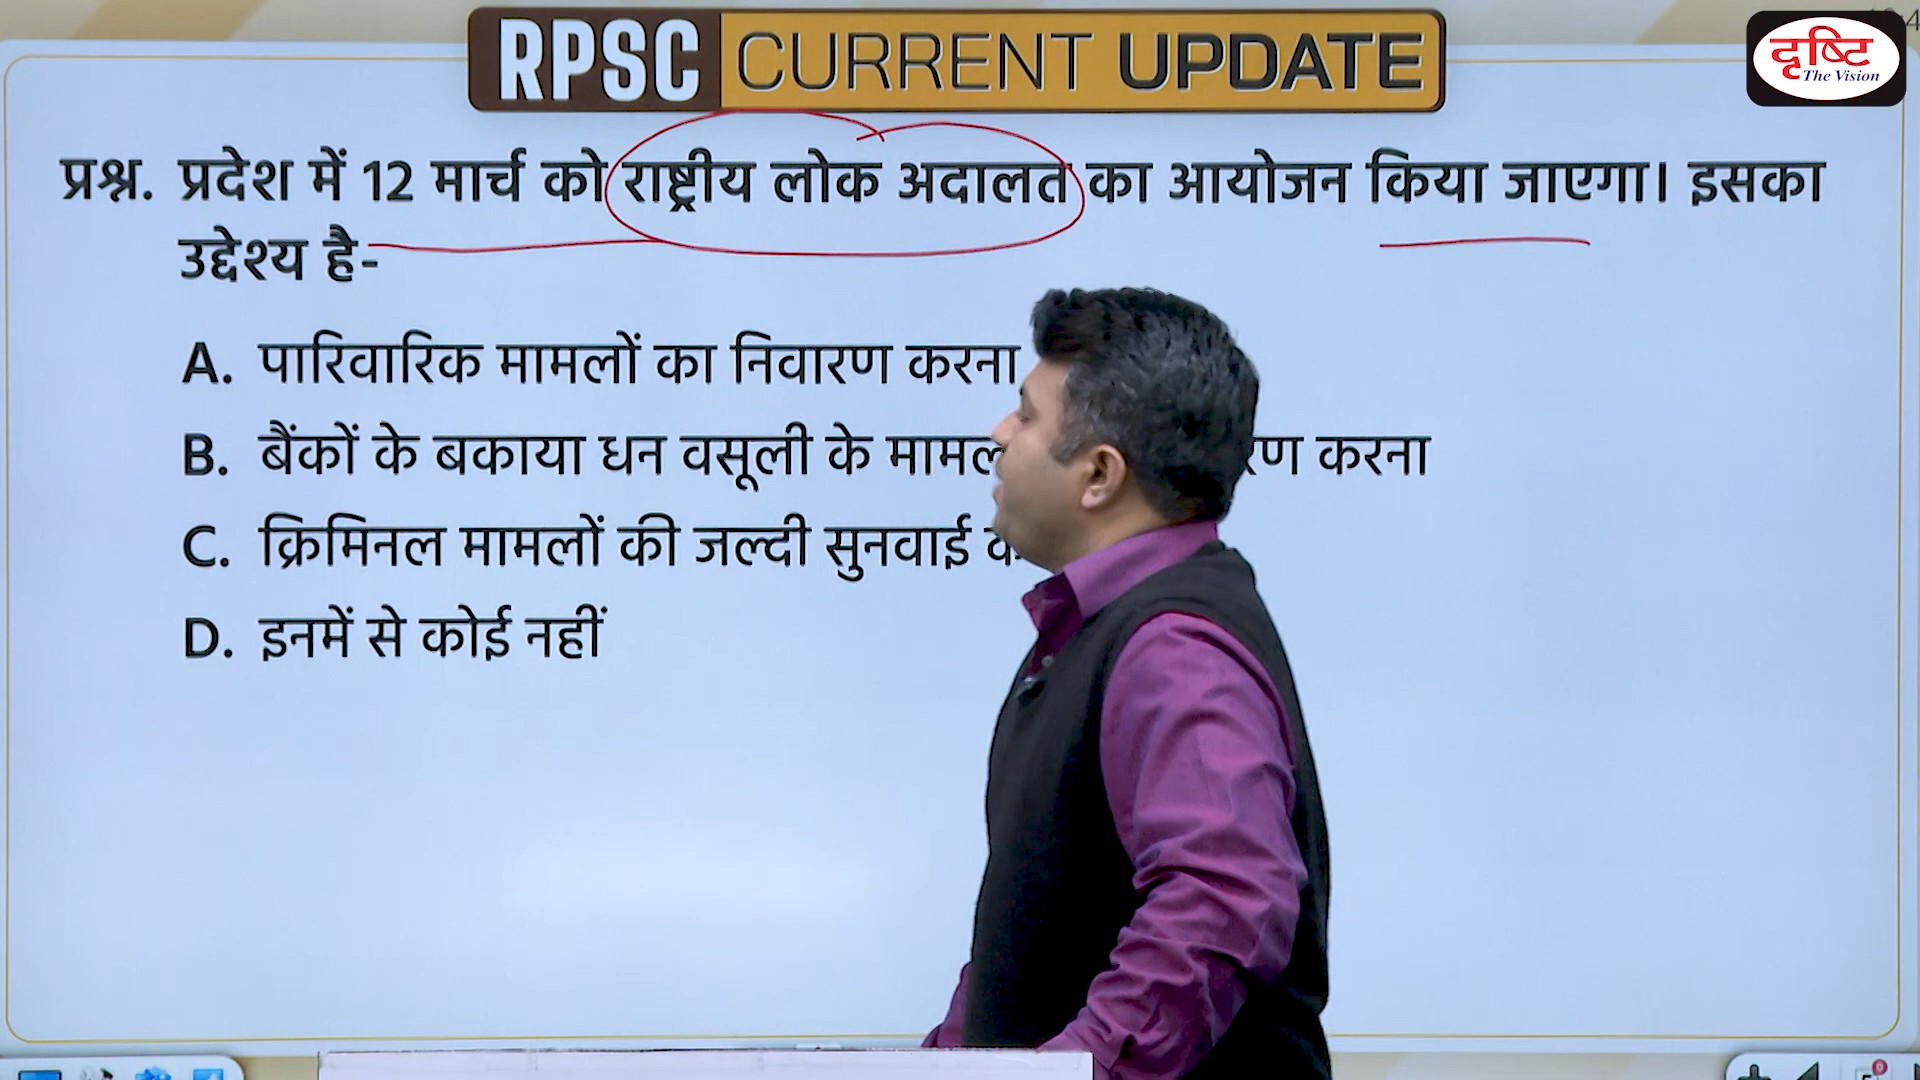 RPSC CURRENT UPDATE
दृष्टि
The Vision
प्रश्न. प्रदेश में 12 मार्च को राष्ट्रीय लोक अदालत का आयोजन किया जाएगा। इसका
उद्देश्य है-
A. पारिवारिक मामलों का निवारण करना
B. बैंकों के बकाया धन वसूली के करना
C. क्रिमिनल मामलों की जल्दी सुनवाई
D. इनमें से कोई नहीं